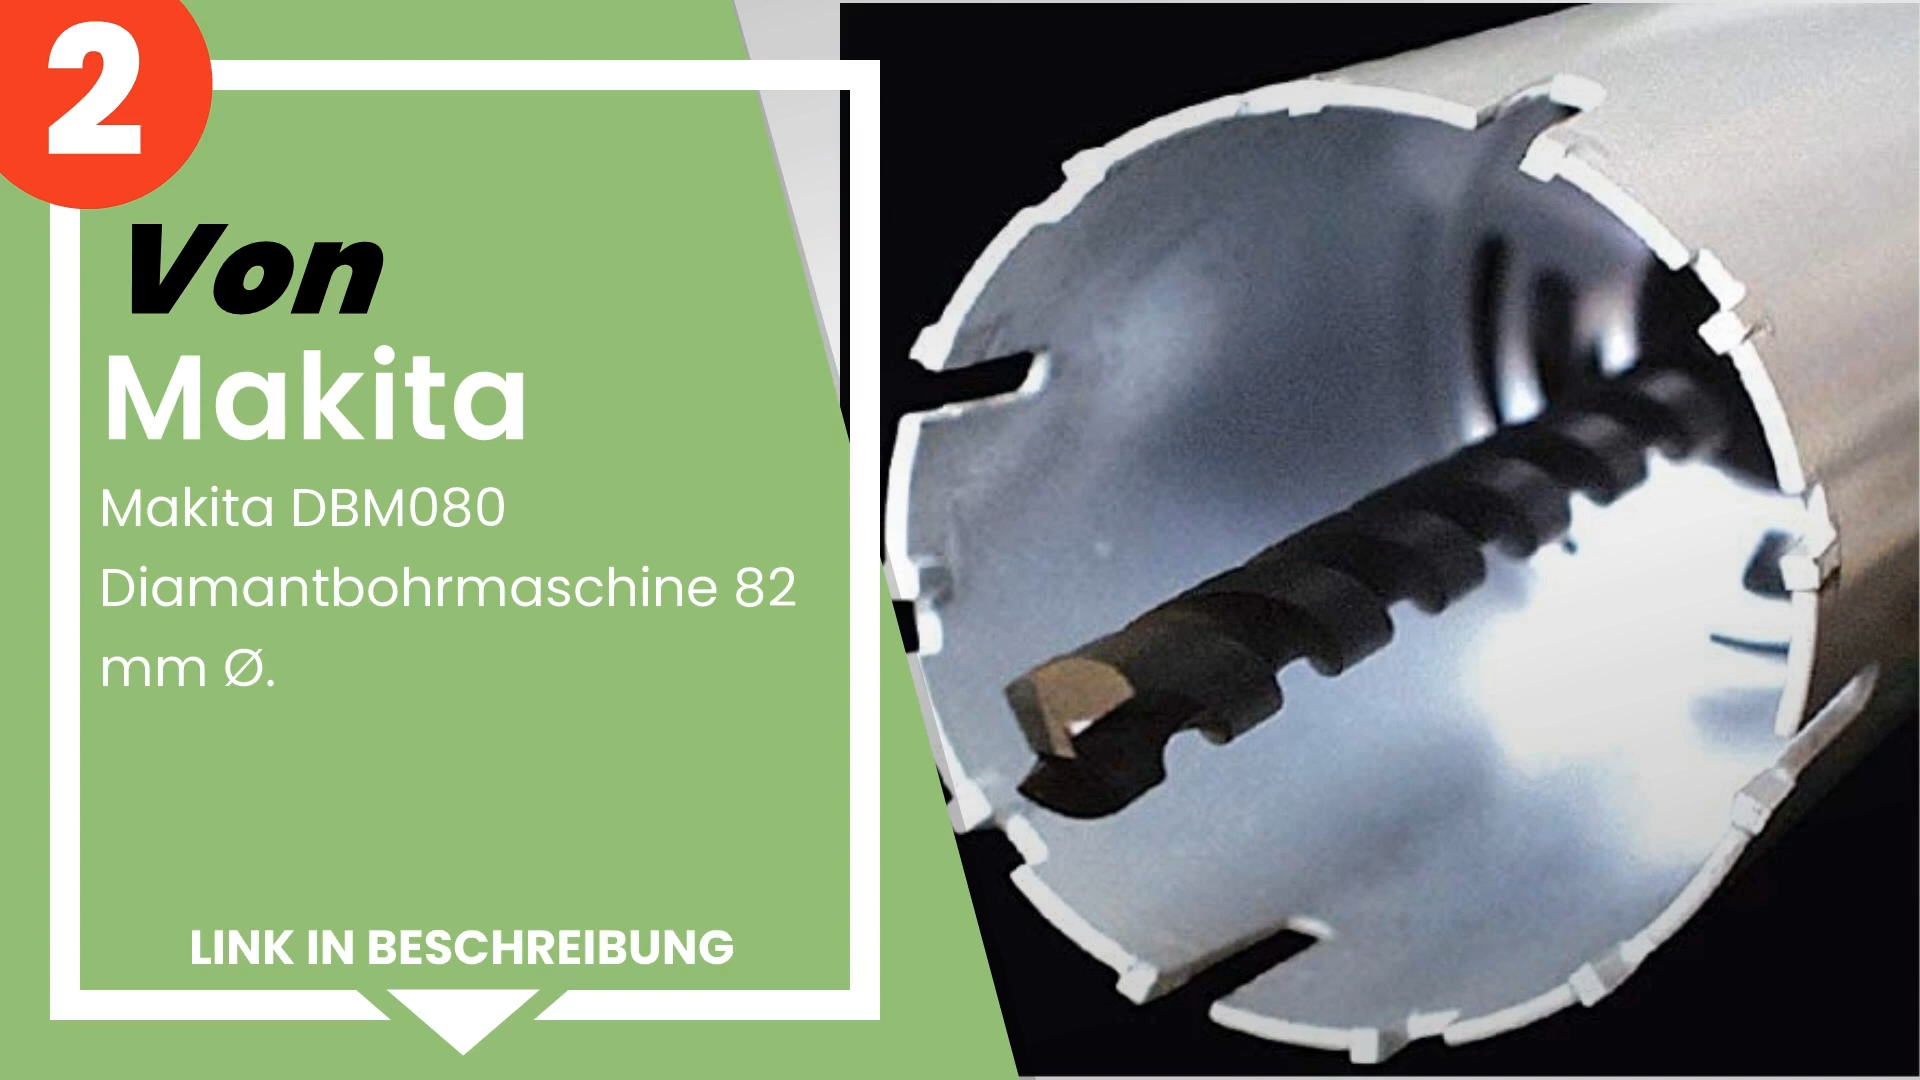 2
Von
Makita
Makita DBM080
Diamantbohrmaschine 82
mm Ø.
LINK IN BESCHREIBUNG